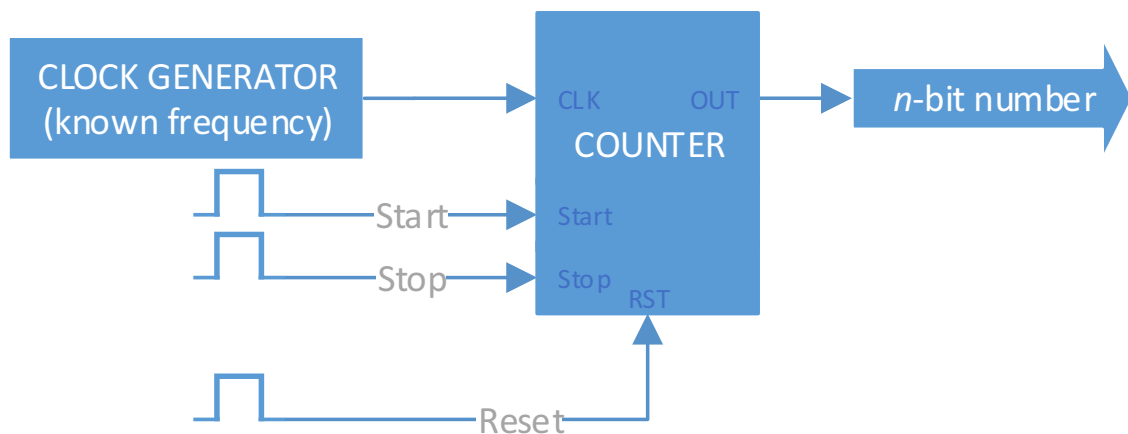 CLOCK GENERATOR
(known frequency)
CLK
OUT
n-bit number
COUNTER
Start
Start
Stop
Stop
RST
Reset